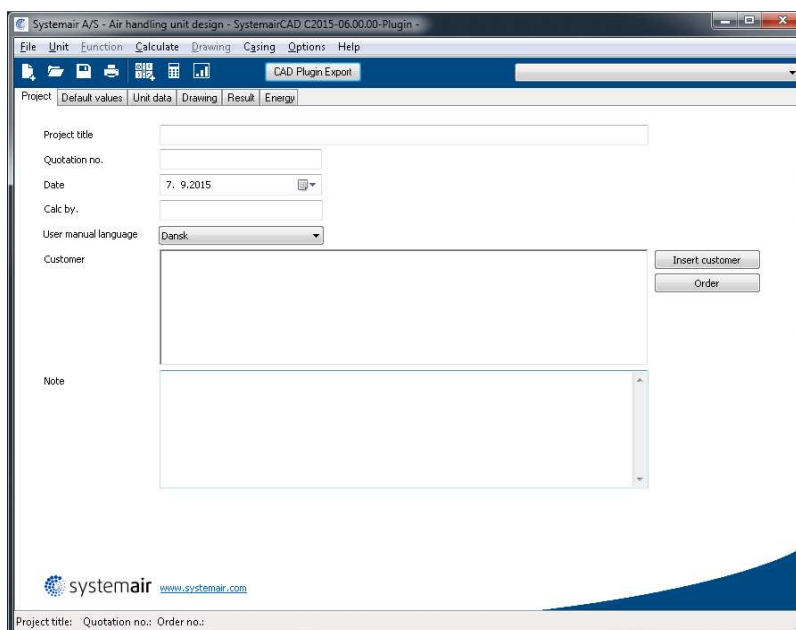 Systemair A/S - Air handling unit design - SystemairCAD C2015-06.00.00-Plugin -
File Unit Function Calculate Drawing Casing Options Help
CAD Plugin Export
Project Default values Unit data Drawing Result Energy
Project title
Quotation no.
Date 7. 9.2015
Calc by.
User manual language Dansk
Customer Insert customer
Order
Note
systemair www.systemair.com
Project title: Quotation no.: Order no.: